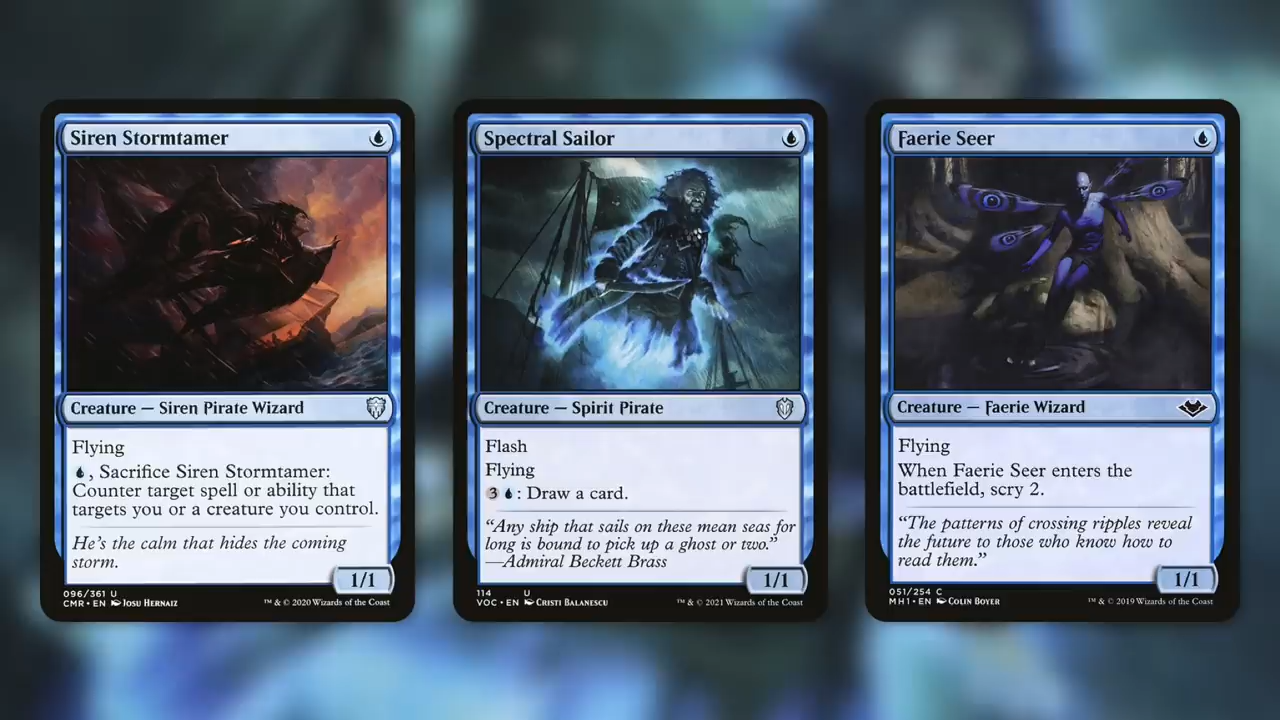 Siren Stormtamer
Creature — Siren Pirate Wizard
Flying
, Sacrifice Siren Stormtamer:
Counter target spell or ability that
targets you or a creature you control.
He's the calm that hides the coming
storm.
1/1
096/361 U
CMR • EN Josu Hernaiz
™ & © 2020 Wizards of the Coast
Spectral Sailor
Creature — Spirit Pirate
Flash
Flying
3 : Draw a card.
“Any ship that sails on these mean seas for
long is bound to pick up a ghost or two.”
—Admiral Beckett Brass
1/1
114 U
VOC • EN Cristi Balanescu
™ & © 2021 Wizards of the Coast
Faerie Seer
Creature — Faerie Wizard
Flying
When Faerie Seer enters the
battlefield, scry 2.
“The patterns of crossing ripples reveal
the future to those who know how to
read them.”
1/1
051/254 C
MH1 • EN Colin Boyer
™ & © 2019 Wizards of the Coast